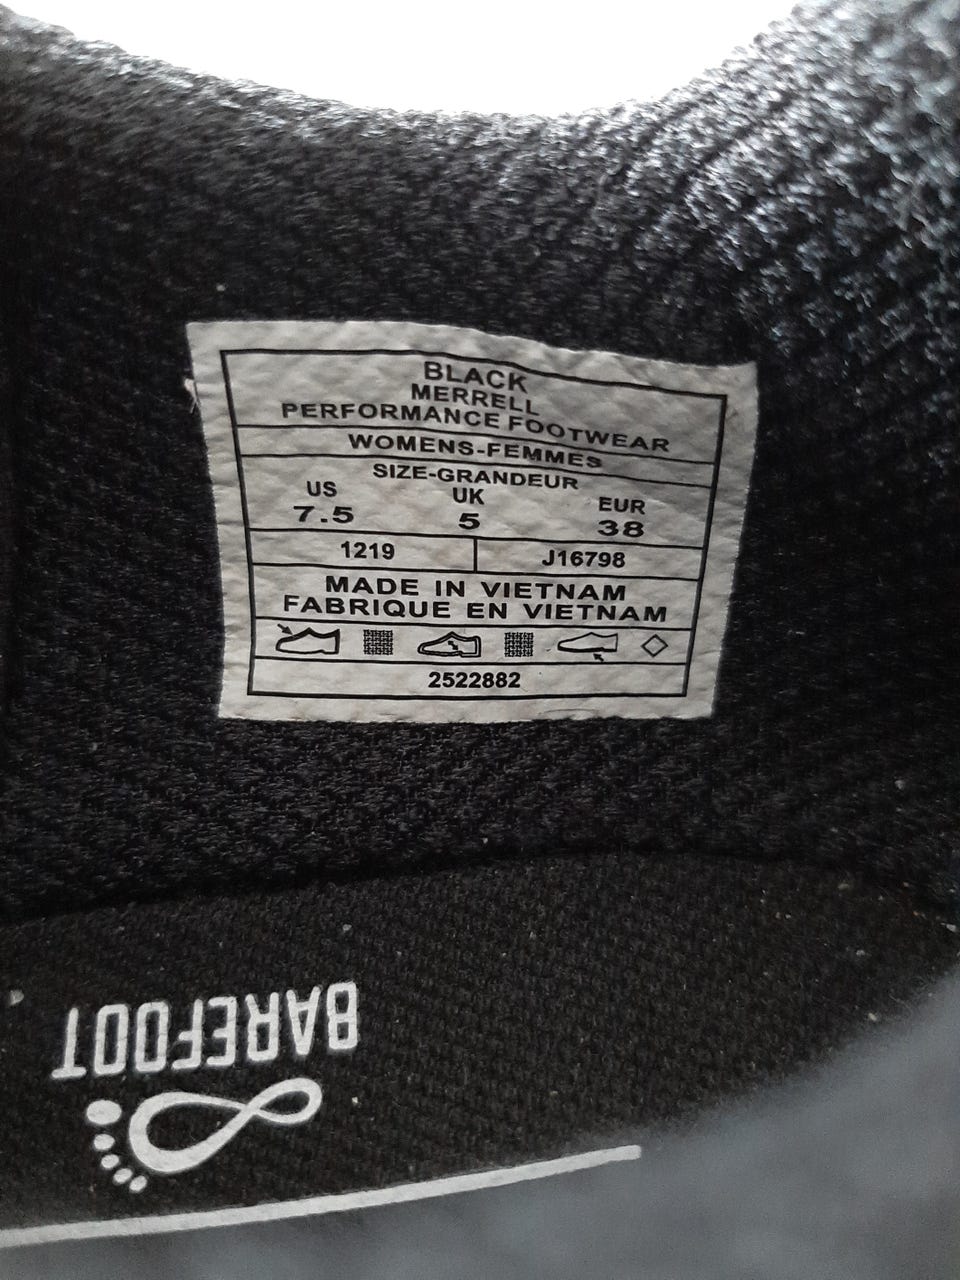 BLACK
MERRELL
PERFORMANCE FOOTWEAR
WOMENS-FEMMES
SIZE-GRANDEUR
US UK EUR
7.5 5 38
1219 J16798
MADE IN VIETNAM
FABRIQUE EN VIETNAM
2522882
BAREFOOT